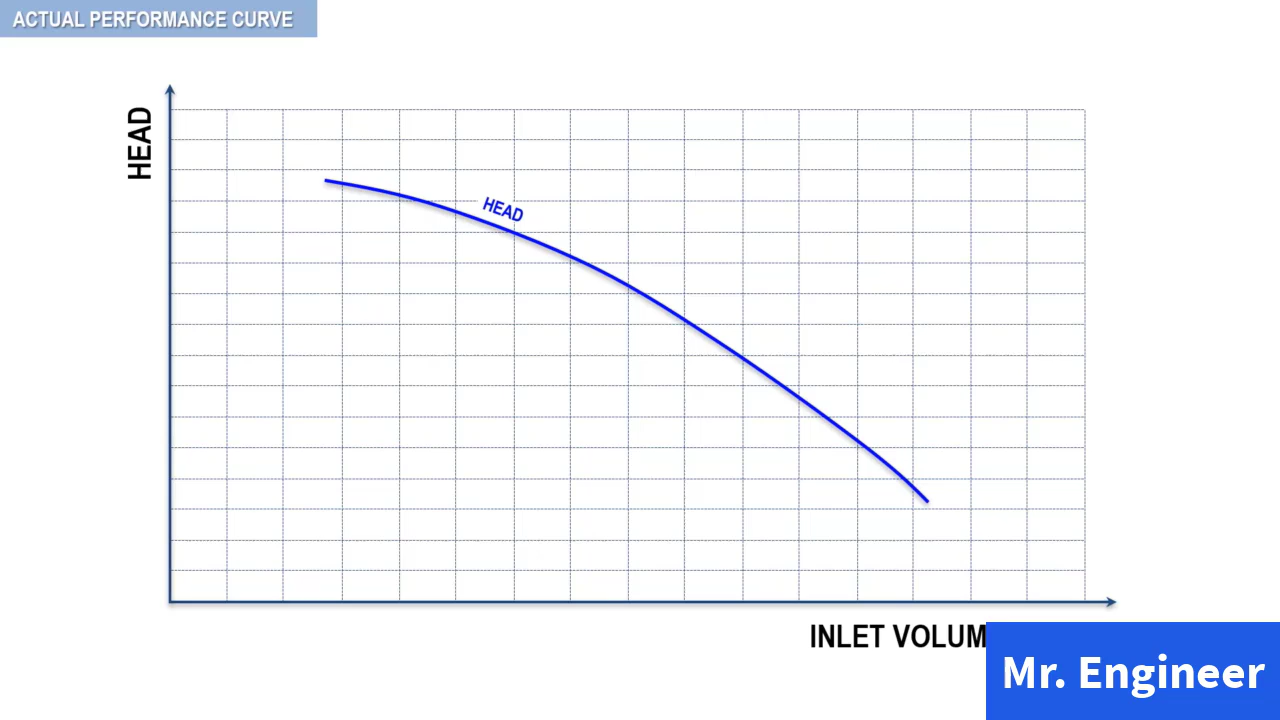 ACTUAL PERFORMANCE CURVE
HEAD
HEAD
INLET VOLUM
Mr. Engineer